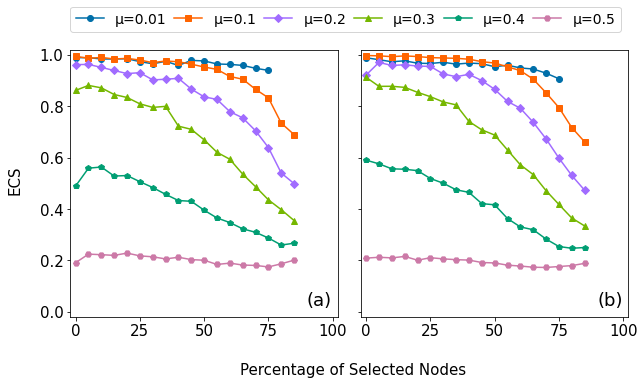 μ=0.01 μ=0.1 μ=0.2 μ=0.3 μ=0.4 μ=0.5
1.0
0.8
0.6
0.4
0.2
0.0
ECS
(a) (b)
0 25 50 75 100 0 25 50 75 100
Percentage of Selected Nodes